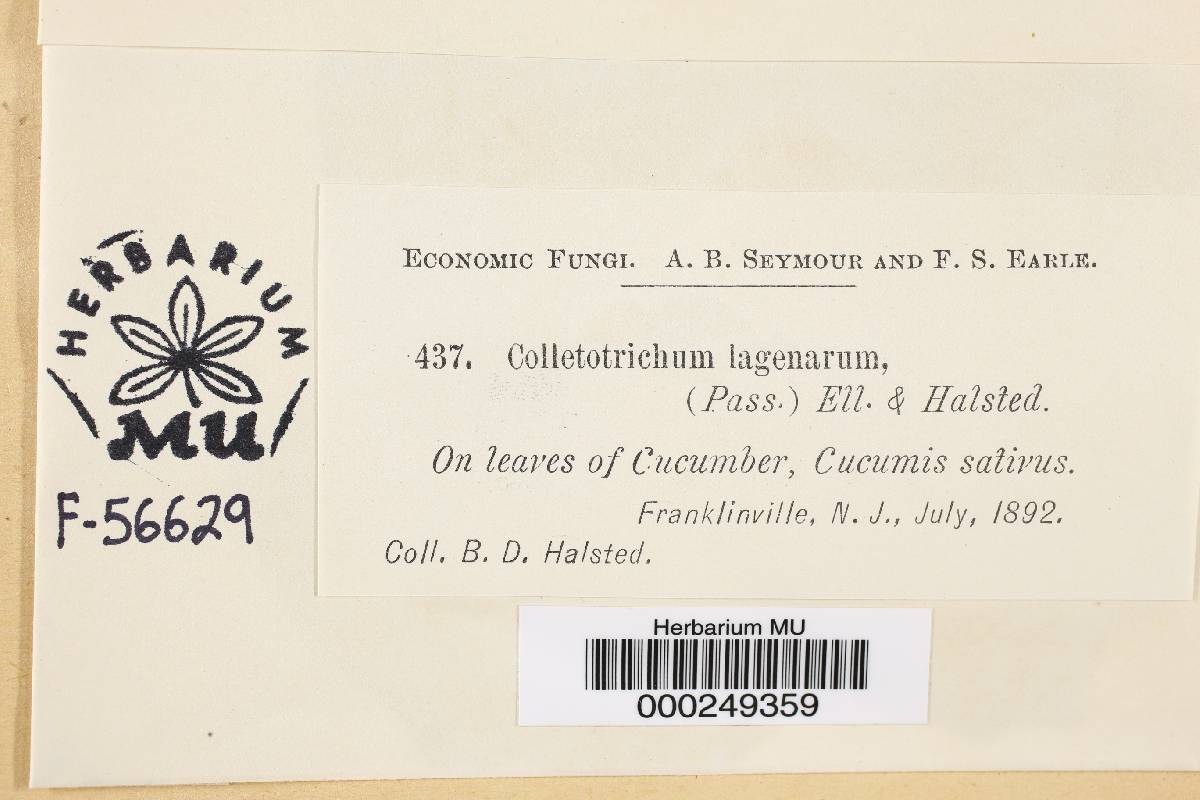 HERBARIUM
MU
F-56629
ECONOMIC FUNGI. A. B. SEYMOUR AND F. S. EARLE.
437. Colletotrichum lagenarum,
(Pass.) Ell. & Halsted.
On leaves of Cucumber, Cucumis sativus.
Franklinville, N. J., July, 1892.
Coll. B. D. Halsted.
Herbarium MU
000249359